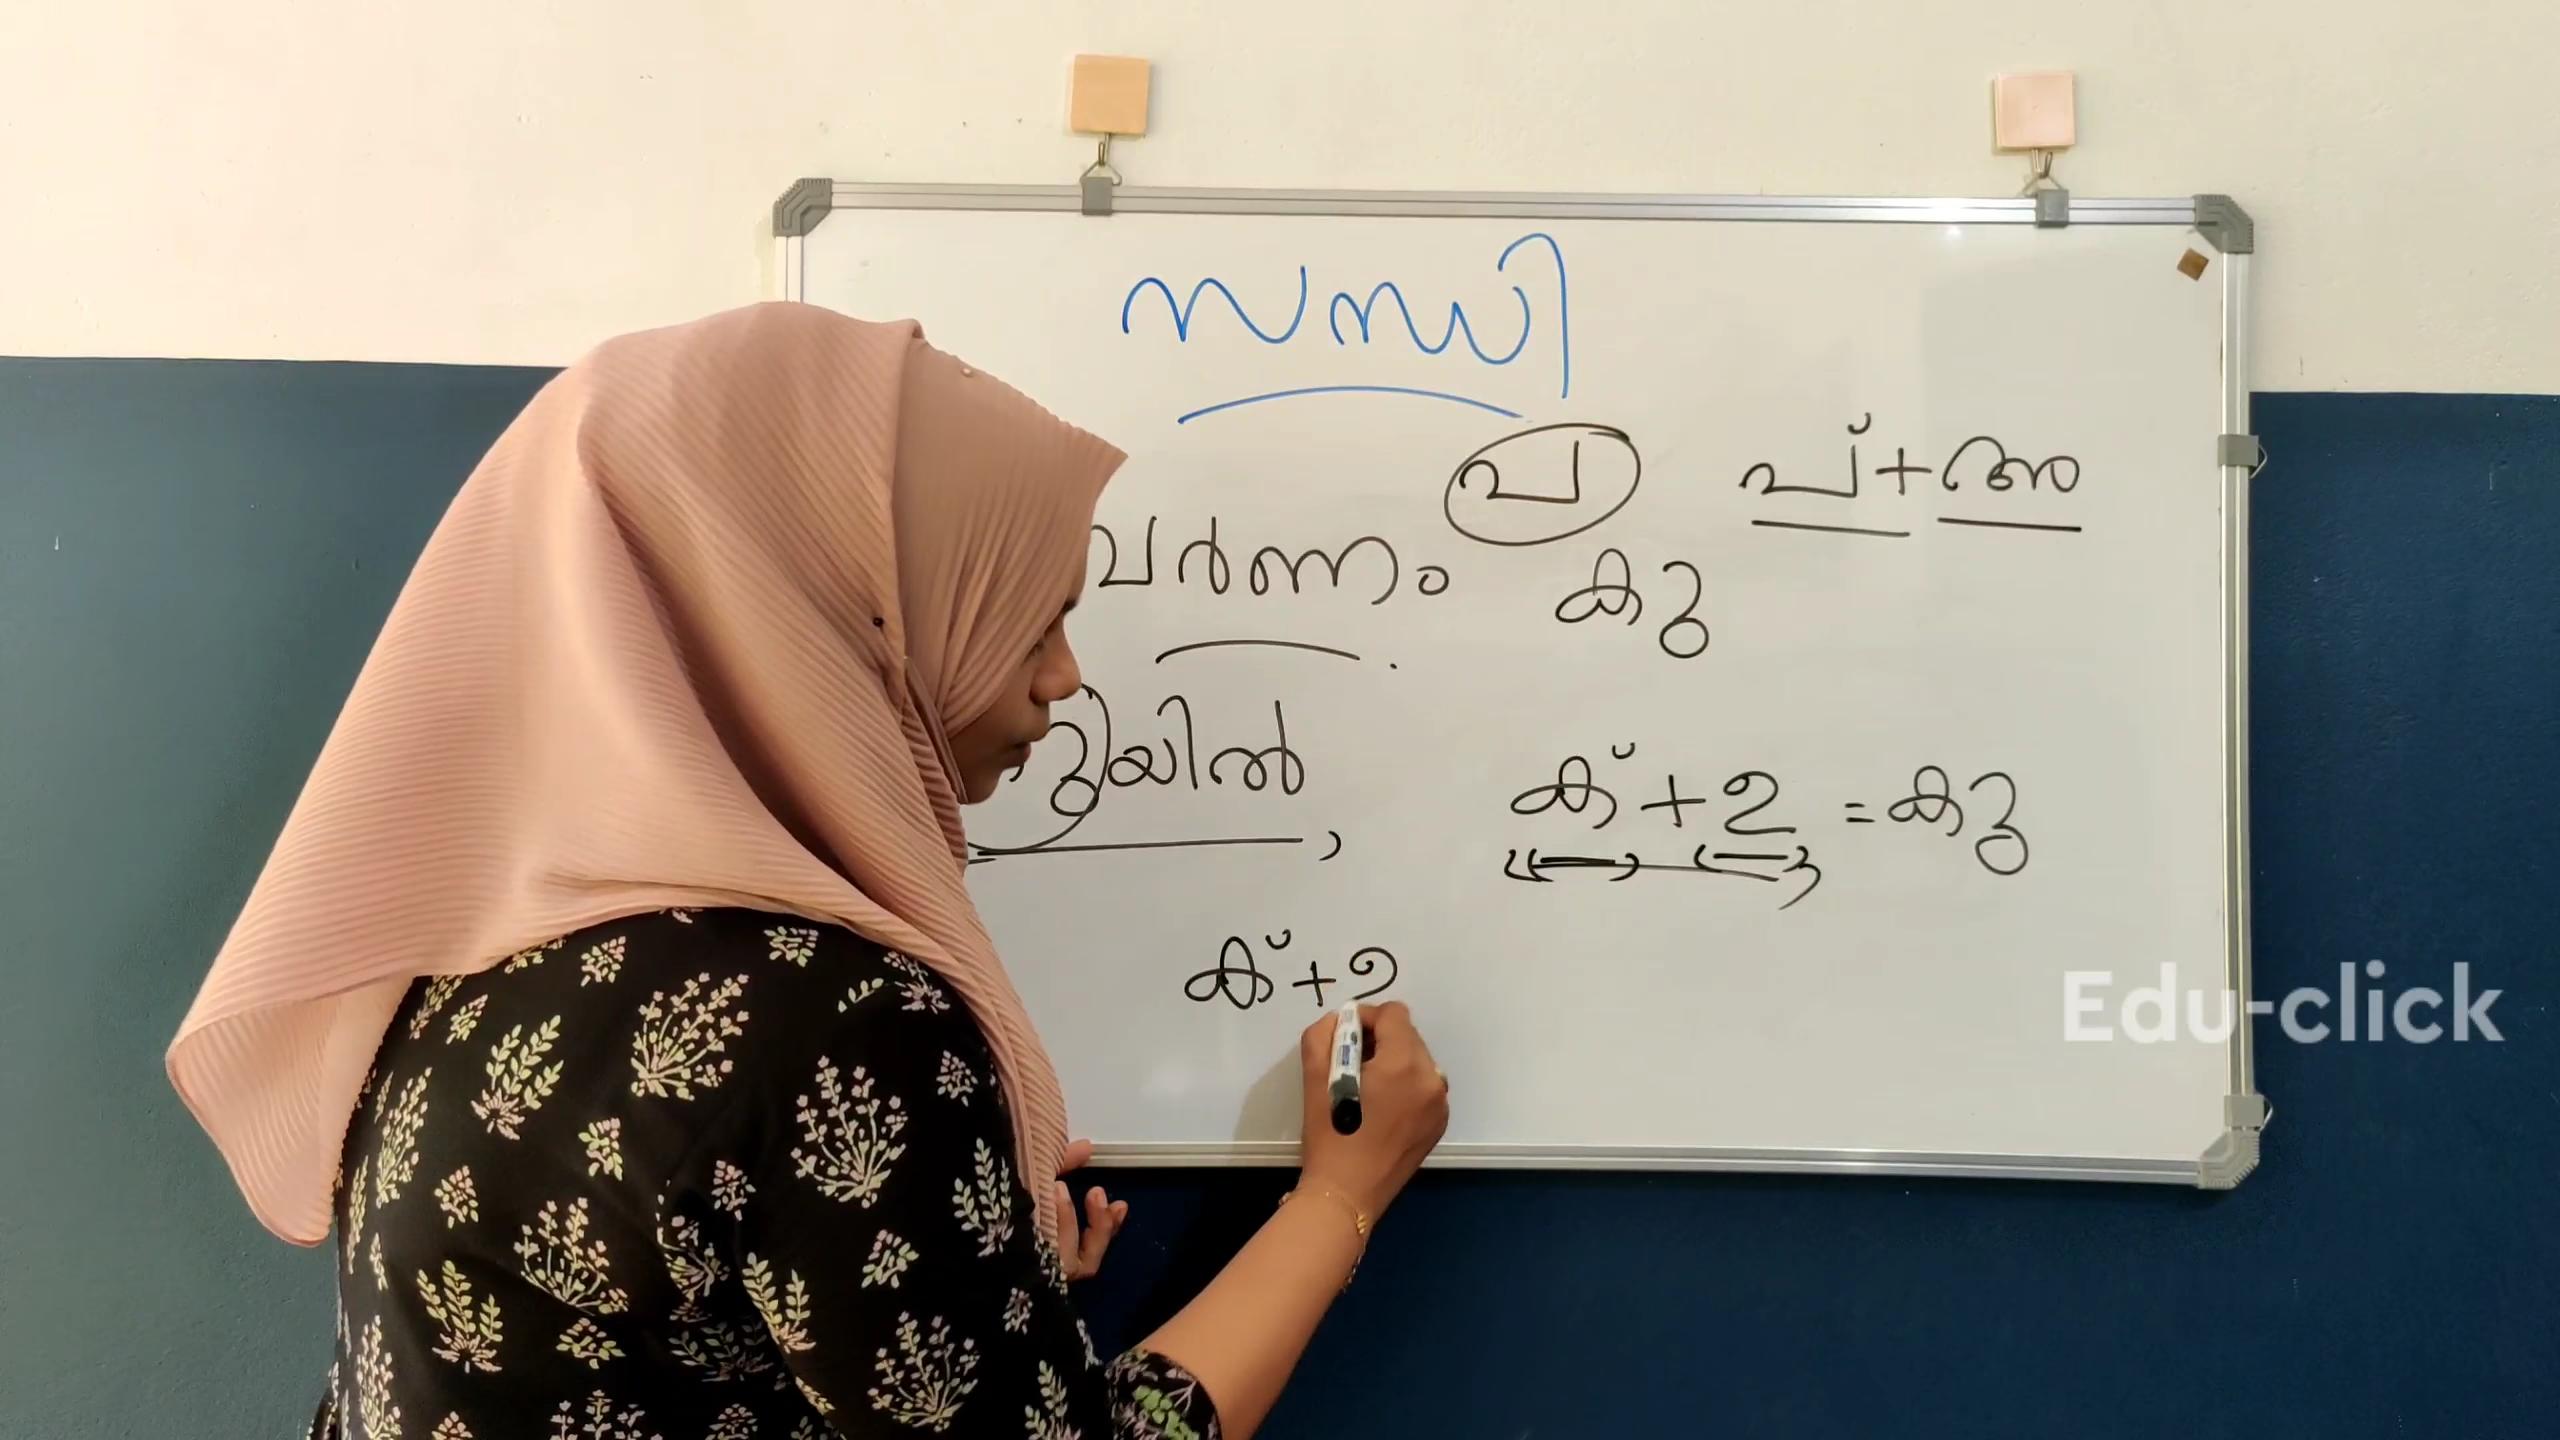 സന്ധി
പ പ് + അ
വർണം കു
യിൽ, ക് + ഉ = കു
ക് + 
Edu-click